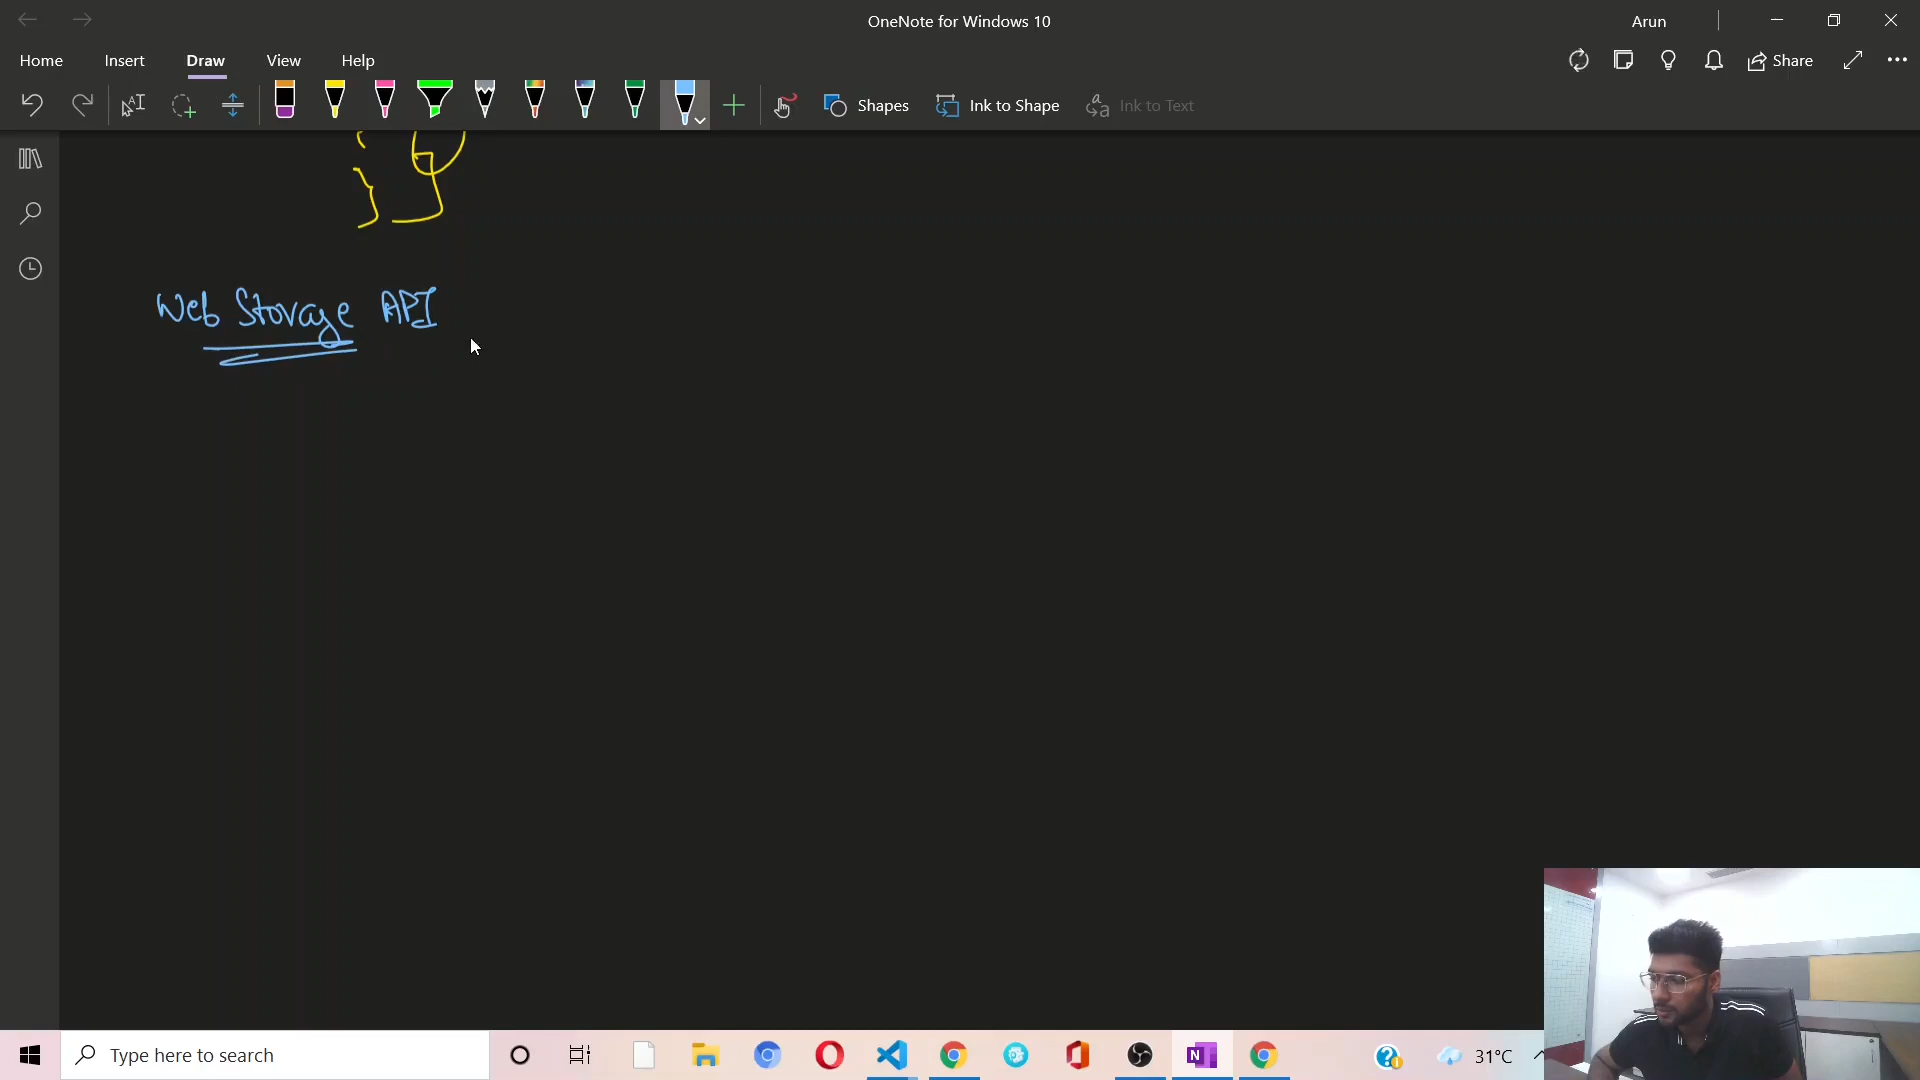 OneNote for Windows 10
Arun
Home Insert Draw View Help
Share
Shapes
Ink to Shape
Ink to Text
Web Storage API
Type here to search
31°C